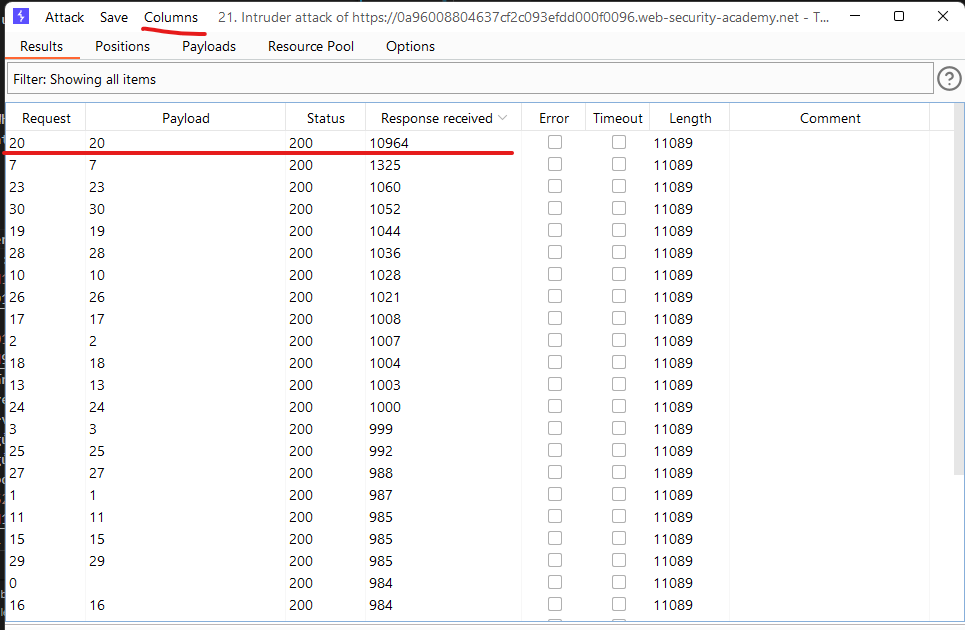 Attack Save Columns 21. Intruder attack of https://0a96008804637cf2c093efdd000f0096.web-security-academy.net - T...
Results Positions Payloads Resource Pool Options
Filter: Showing all items
?
Request Payload Status Response received Error Timeout Length Comment
20 20 200 10964 11089
7 7 200 1325 11089
23 23 200 1060 11089
30 30 200 1052 11089
19 19 200 1044 11089
28 28 200 1036 11089
10 10 200 1028 11089
26 26 200 1021 11089
17 17 200 1008 11089
2 2 200 1007 11089
18 18 200 1004 11089
13 13 200 1003 11089
24 24 200 1000 11089
3 3 200 999 11089
25 25 200 992 11089
27 27 200 988 11089
1 1 200 987 11089
11 11 200 985 11089
15 15 200 985 11089
29 29 200 985 11089
0 200 984 11089
16 16 200 984 11089